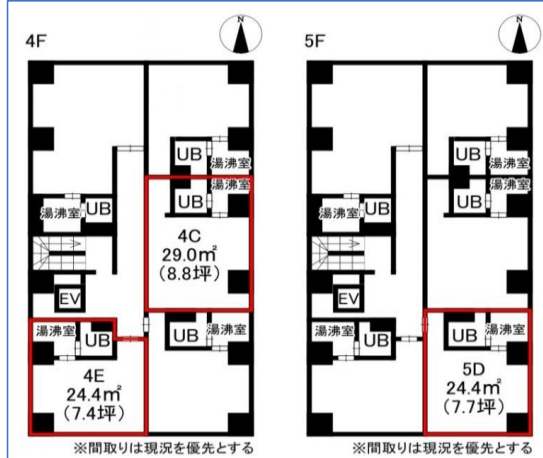 N
4F
UB
湯沸室
湯沸室
UB
湯沸室
UB
4C
29.0㎡
(8.8坪)
EV
湯沸室
UB
UB
湯沸室
4E
24.4㎡
(7.4坪)
※間取りは現況を優先とする
N
5F
UB
湯沸室
湯沸室
UB
湯沸室
UB
EV
湯沸室
UB
UB
湯沸室
5D
24.4㎡
(7.7坪)
※間取りは現況を優先とする